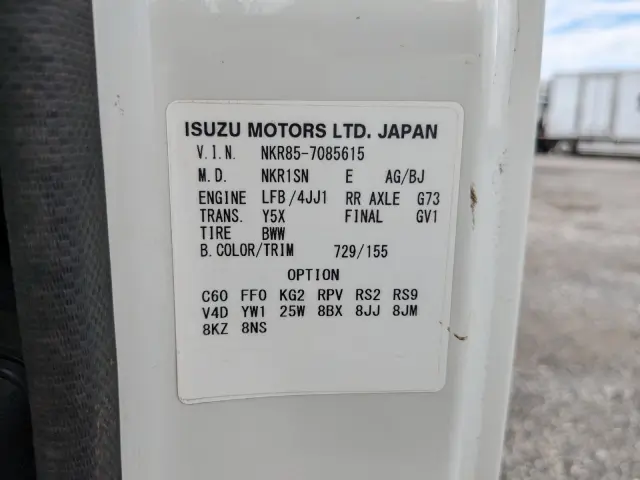 ISUZU MOTORS LTD. JAPAN
V.I.N. NKR85-7085615
M.D. NKR1SN E AG/BJ
ENGINE LFB/4JJ1 RR AXLE G73
TRANS. Y5X FINAL GV1
TIRE BWW
B.COLOR/TRIM 729/155
OPTION
C60 FF0 KG2 RPV RS2 RS9
V4D YW1 25W 8BX 8JJ 8JM
8KZ 8NS